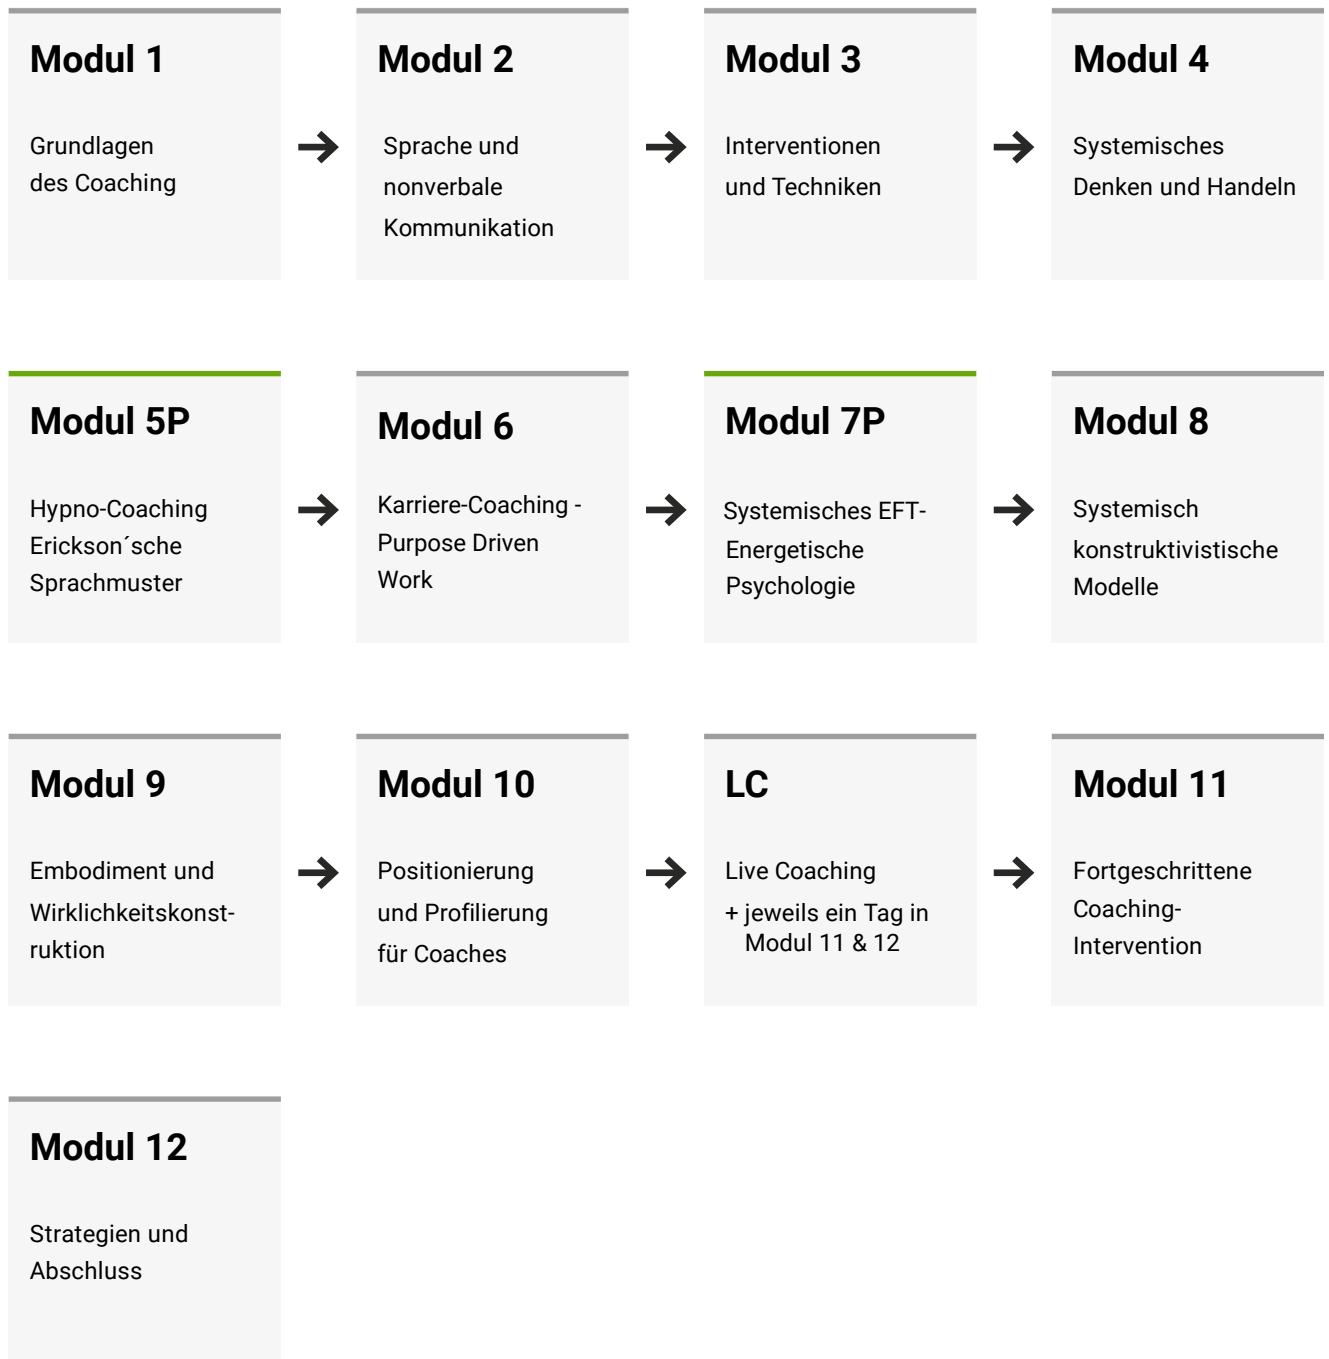 Modul 1
Grundlagen
des Coaching
Modul 2
Sprache und
nonverbale
Kommunikation
Modul 3
Interventionen
und Techniken
Modul 4
Systemisches
Denken und Handeln
Modul 5P
Hypno-Coaching
Erickson´sche
Sprachmuster
Modul 6
Karriere-Coaching -
Purpose Driven
Work
Modul 7P
Systemisches EFT-
Energetische
Psychologie
Modul 8
Systemisch
konstruktivistische
Modelle
Modul 9
Embodiment und
Wirklichkeitskonst-
ruktion
Modul 10
Positionierung
und Profilierung
für Coaches
LC
Live Coaching
+ jeweils ein Tag in
Modul 11 & 12
Modul 11
Fortgeschrittene
Coaching-
Intervention
Modul 12
Strategien und
Abschluss